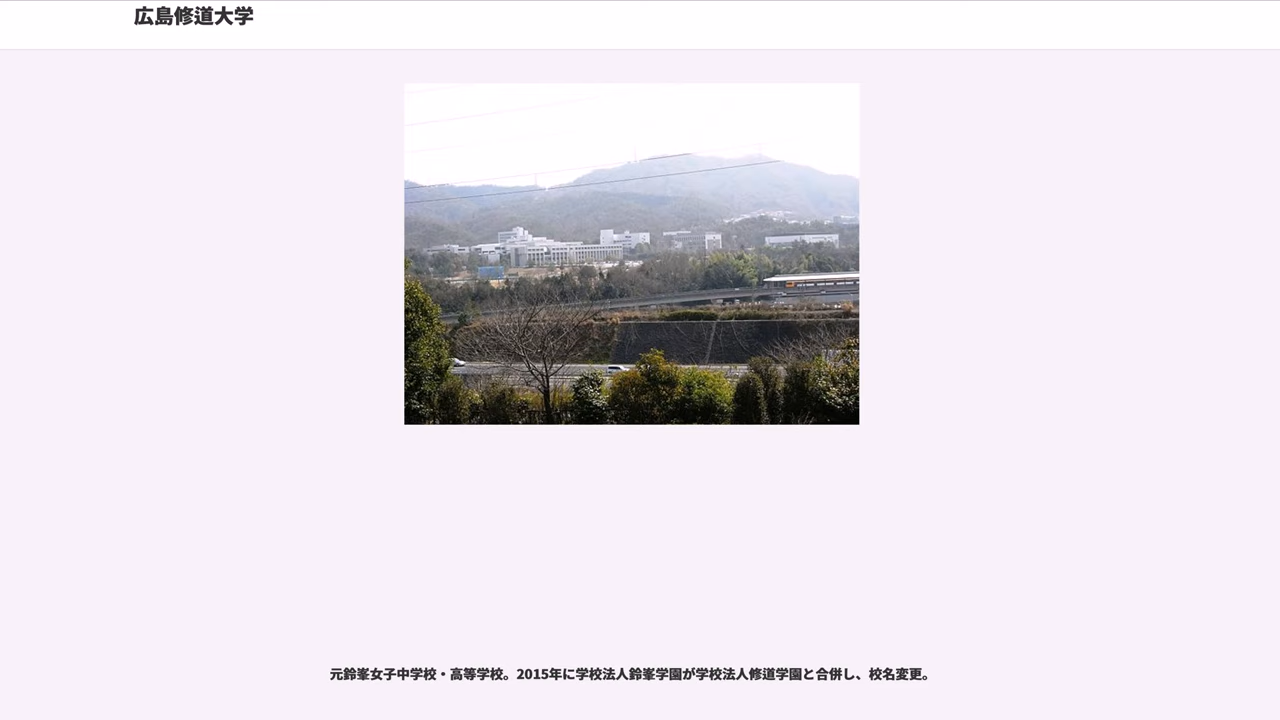 広島修道大学
元鈴峯女子中学校・高等学校。2015年に学校法人鈴峯学園が学校法人修道学園と合併し、校名変更。